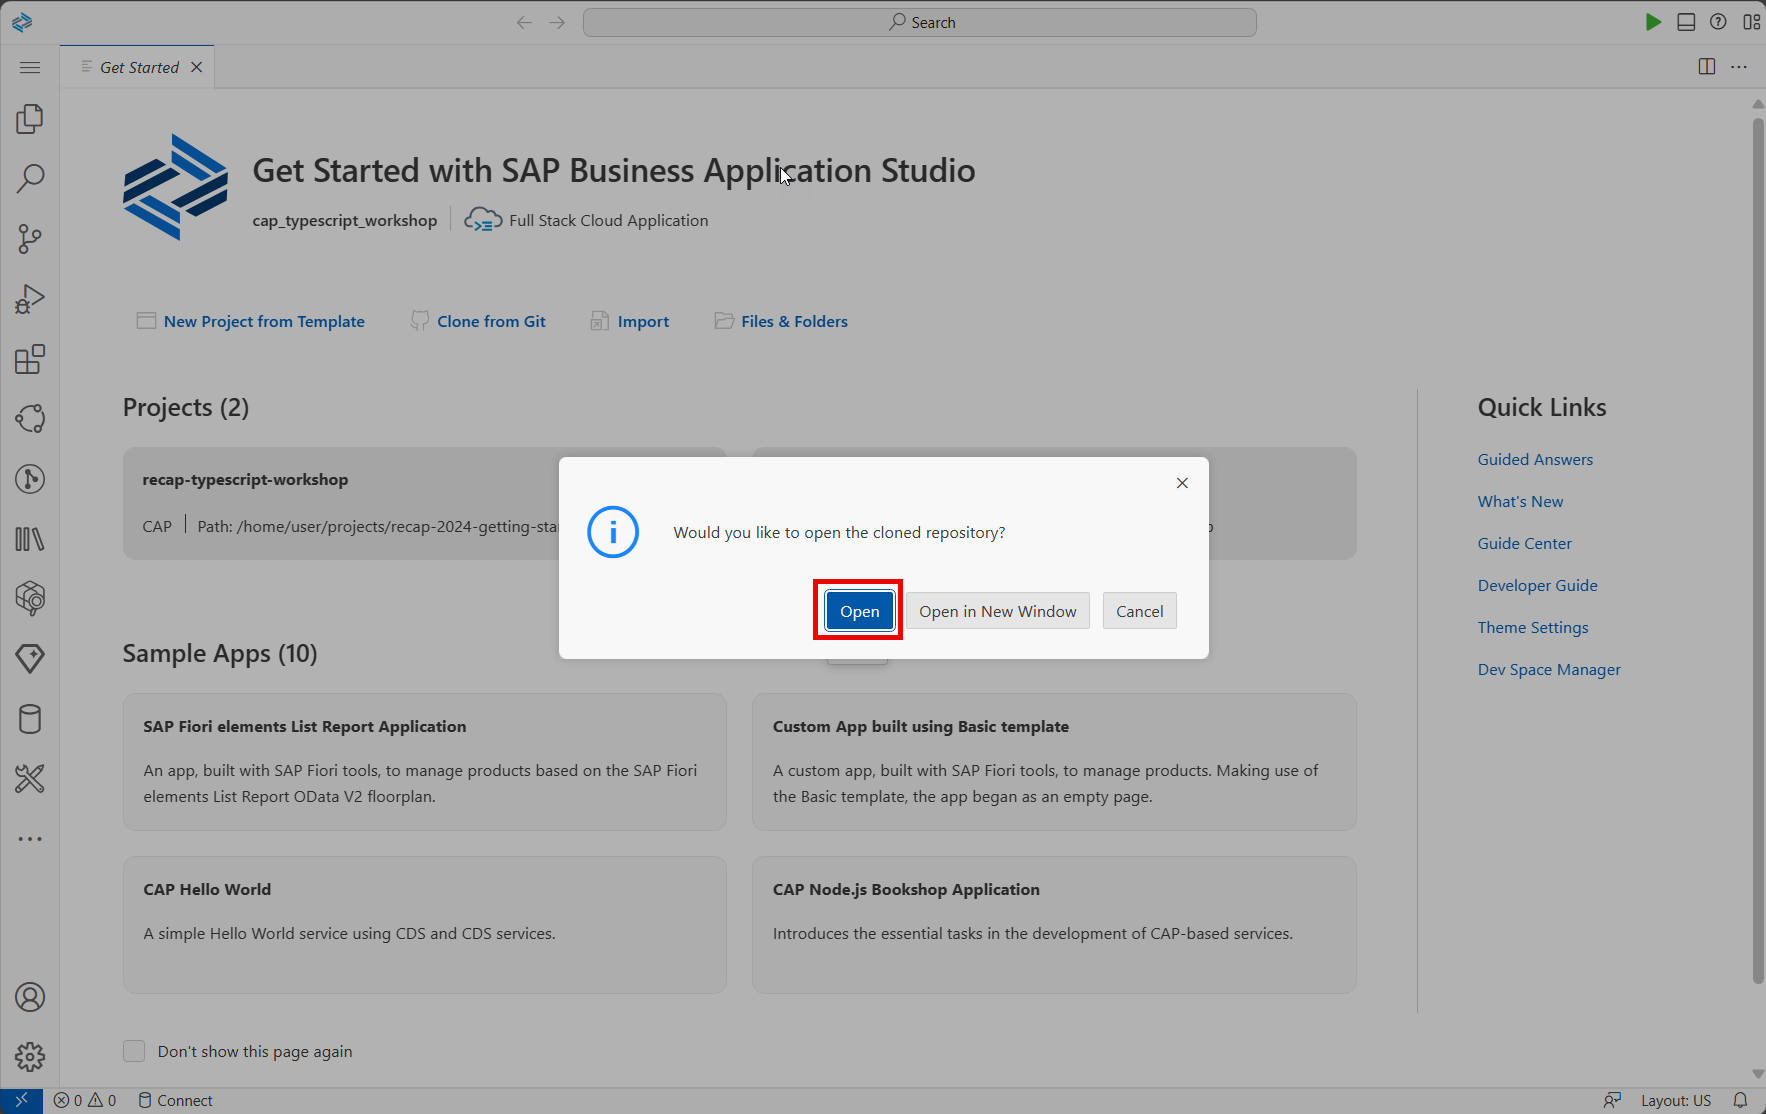 Search
Get Started
Get Started with SAP Business Application Studio
cap_typescript_workshop
Full Stack Cloud Application
New Project from Template
Clone from Git
Import
Files & Folders
Projects (2)
recap-typescript-workshop
CAP
Path: /home/user/projects/recap-2024-getting-sta
Would you like to open the cloned repository?
Open
Open in New Window
Cancel
Sample Apps (10)
SAP Fiori elements List Report Application
An app, built with SAP Fiori tools, to manage products based on the SAP Fiori
elements List Report OData V2 floorplan.
Custom App built using Basic template
A custom app, built with SAP Fiori tools, to manage products. Making use of
the Basic template, the app began as an empty page.
CAP Hello World
A simple Hello World service using CDS and CDS services.
CAP Node.js Bookshop Application
Introduces the essential tasks in the development of CAP-based services.
Quick Links
Guided Answers
What's New
Guide Center
Developer Guide
Theme Settings
Dev Space Manager
Don't show this page again
0
0
Connect
Layout: US